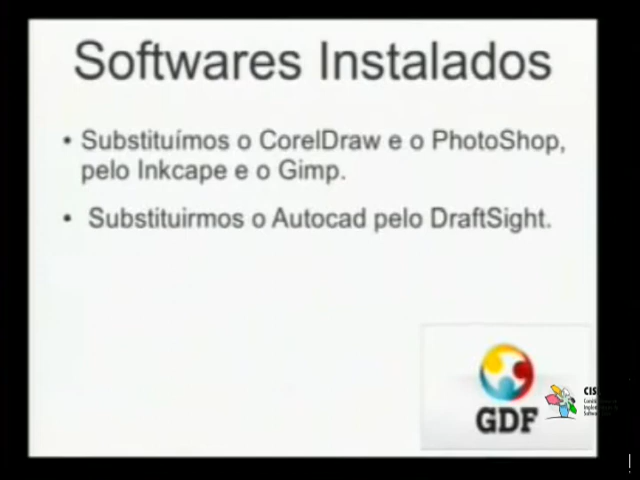 Softwares Instalados
• Substituímos o CorelDraw e o PhotoShop,
pelo Inkcape e o Gimp.
• Substituirmos o Autocad pelo DraftSight.
GDF
CIS